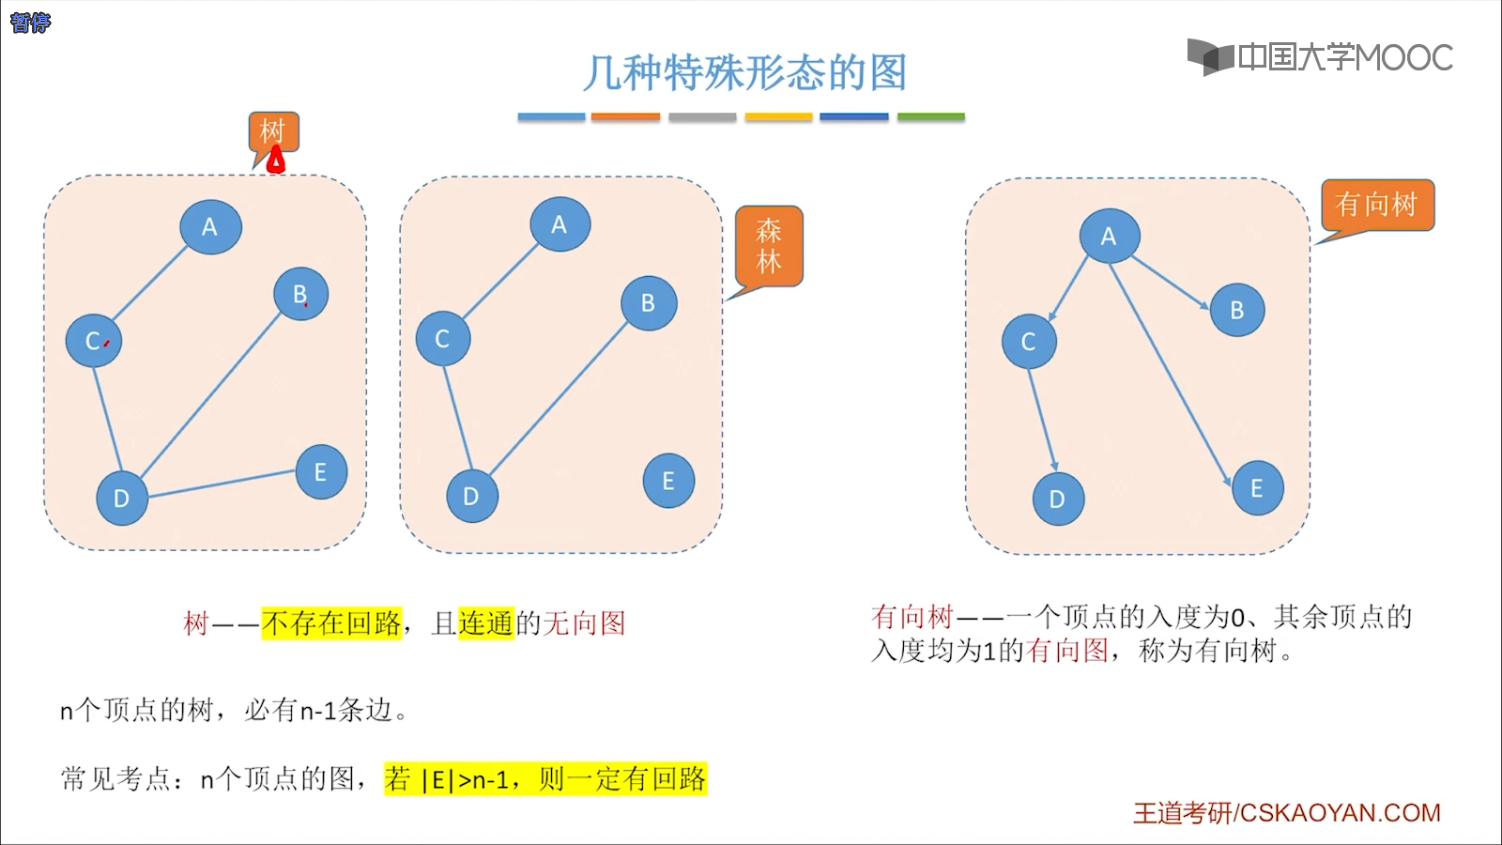 暂停
几种特殊形态的图
中国大学MOOC
树
A
B
C
D
E
A
B
C
D
E
森
林
有向树
A
B
C
D
E
树——不存在回路，且连通的无向图
n个顶点的树，必有n-1条边。
常见考点：n个顶点的图，若 |E|>n-1，则一定有回路
有向树——一个顶点的入度为0、其余顶点的
入度均为1的有向图，称为有向树。
王道考研/CSKAOYAN.COM